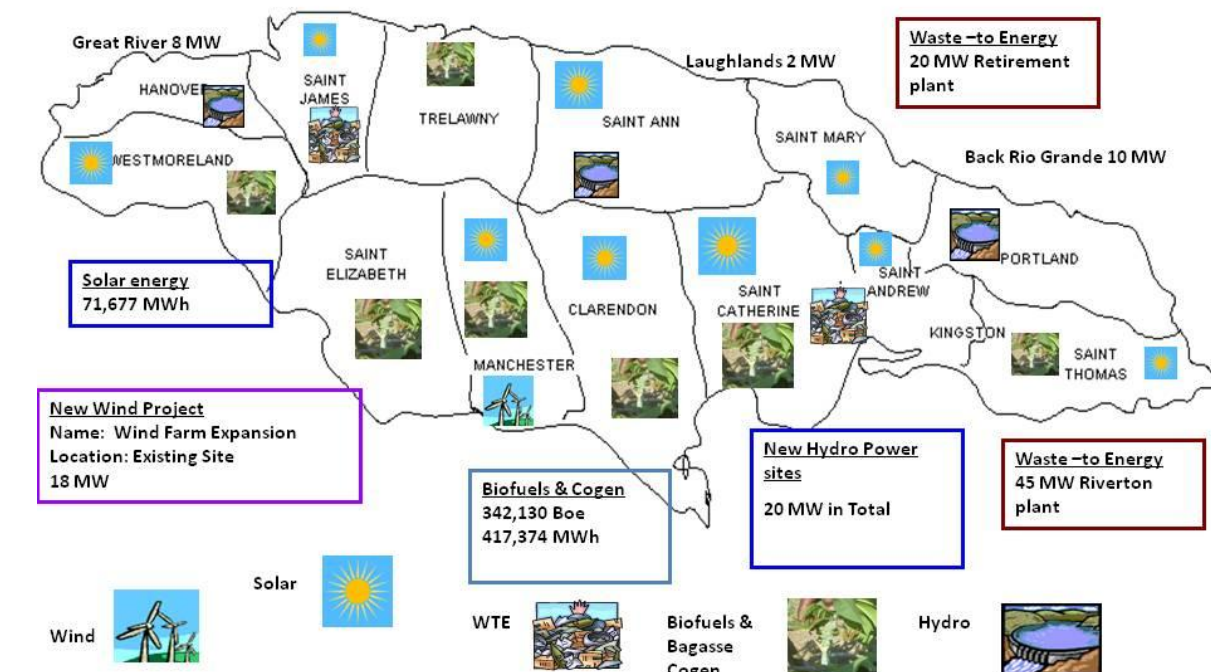 Great River 8 MW
Laughlands 2 MW
Waste –to Energy
20 MW Retirement
plant
HANOVE
SAINT
JAMES
TRELAWNY
SAINT ANN
SAINT MARY
Back Rio Grande 10 MW
WESTMORELAND
PORTLAND
SAINT
ELIZABETH
Solar energy
71,677 MWh
CLARENDON
SAINT
CATHERINE
SAINT
ANDREW
KINGSTON
SAINT
THOMAS
MANCHESTER
New Wind Project
Name:  Wind Farm Expansion
Location: Existing Site
18 MW
Biofuels & Cogen
342,130 Boe
417,374 MWh
New Hydro Power
sites
20 MW in Total
Waste –to Energy
45 MW Riverton
plant
Solar
Wind
WTE
Biofuels &
Bagasse
Cogen
Hydro